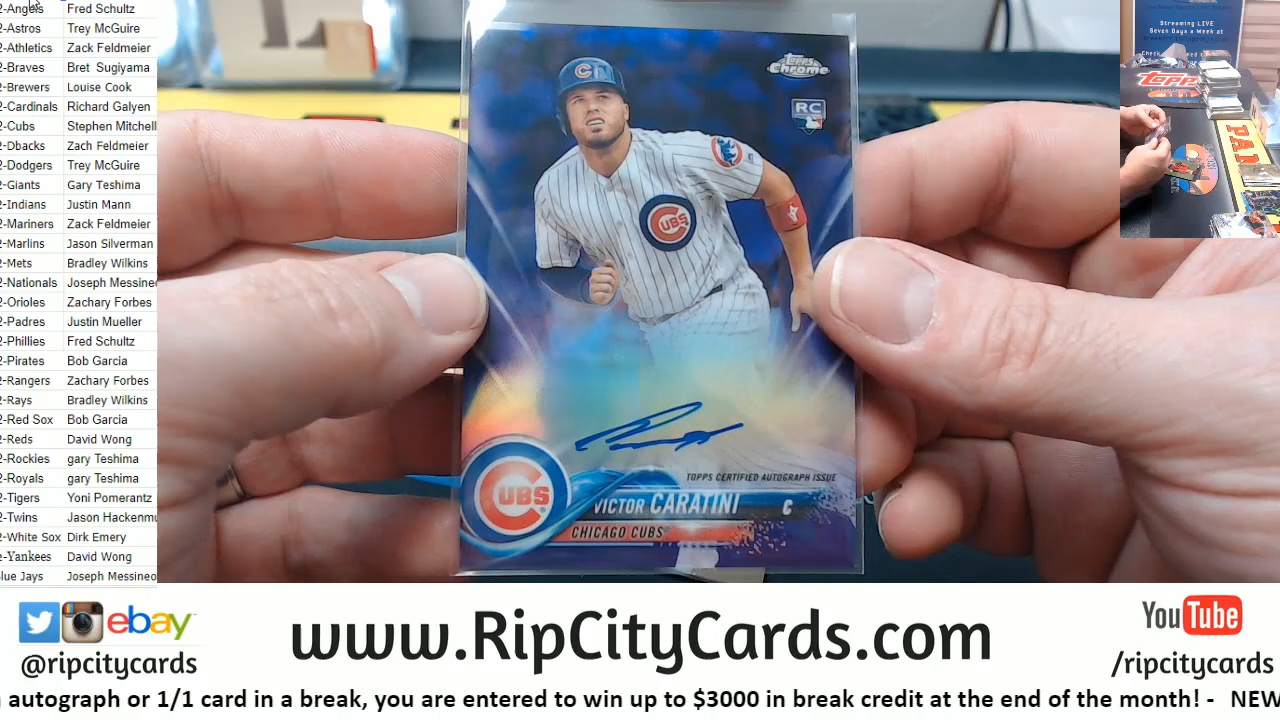 2-Angels Fred Schultz
2-Astros Trey McGuire
2-Athletics Zack Feldmeier
2-Braves Bret Sugiyama
2-Brewers Louise Cook
2-Cardinals Richard Galyen
2-Cubs Stephen Mitchell
2-Dbacks Zach Feldmeier
2-Dodgers Trey McGuire
2-Giants Gary Teshima
2-Indians Justin Mann
2-Mariners Zack Feldmeier
2-Marlins Jason Silverman
2-Mets Bradley Wilkins
2-Nationals Joseph Messineo
2-Orioles Zachary Forbes
2-Padres Justin Mueller
2-Phillies Fred Schultz
2-Pirates Bob Garcia
2-Rangers Zachary Forbes
2-Rays Bradley Wilkins
2-Red Sox Bob Garcia
2-Reds David Wong
2-Rockies gary Teshima
2-Royals gary Teshima
2-Tigers Yoni Pomerantz
2-Twins Jason Hackenmu
2-White Sox Dirk Emery
2-Yankees David Wong
lue Jays Joseph Messineo
Topps
Chrome
RC
CUBS
TOPPS CERTIFIED AUTOGRAPH ISSUE
CUBS
VICTOR CARATINI C
CHICAGO CUBS
Streaming LIVE
Seven Days a Week at
topps
PANI
ebay
@ripcitycards
www.RipCityCards.com
YouTube
/ripcitycards
autograph or 1/1 card in a break, you are entered to win up to $3000 in break credit at the end of the month! - NEW